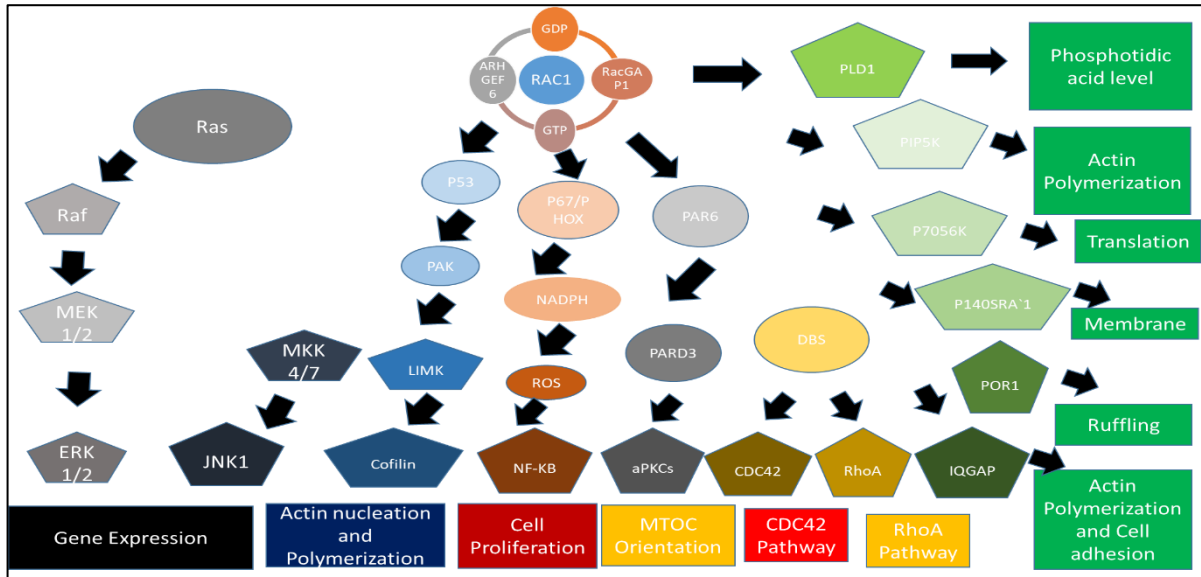 GDP
ARH
GEF
6
RAC1
RacGA
P1
GTP
PLD1
Phosphotidic
acid level
Ras
PIP5K
Actin
Polymerization
P53
P67/P
HOX
PAR6
Raf
P7056K
Translation
PAK
NADPH
MEK
1/2
P140SRA`1
Membrane
MKK
4/7
LIMK
ROS
PARD3
DBS
POR1
Ruffling
ERK
1/2
JNK1
Cofilin
NF-KB
aPKCs
CDC42
RhoA
IQGAP
Gene Expression
Actin nucleation
and
Polymerization
Cell
Proliferation
MTOC
Orientation
CDC42
Pathway
RhoA
Pathway
Actin
Polymerization
and Cell
adhesion